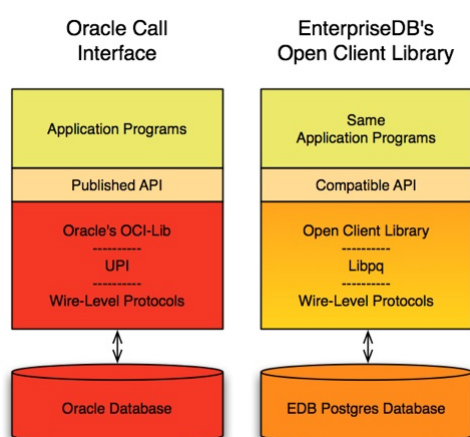 Oracle Call
Interface
Application Programs
Published API
Oracle's OCI-Lib
----------
UPI
----------
Wire-Level Protocols
Oracle Database
EnterpriseDB's
Open Client Library
Same
Application Programs
Compatible API
Open Client Library
----------
Libpq
----------
Wire-Level Protocols
EDB Postgres Database